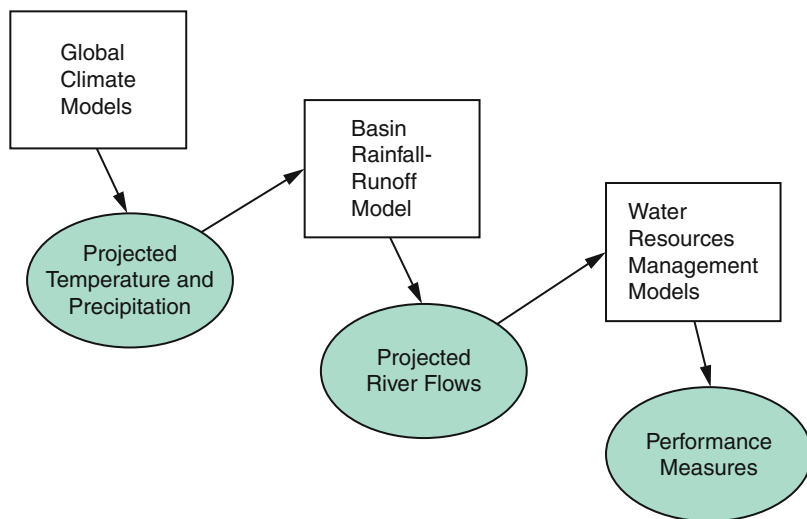 Global
Climate
Models
Projected
Temperature and
Precipitation
Basin
Rainfall-
Runoff
Model
Projected
River Flows
Water
Resources
Management
Models
Performance
Measures